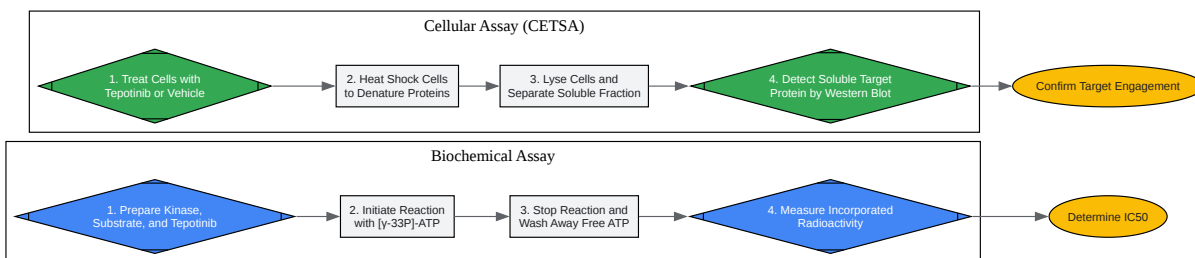 Cellular Assay (CETSA)
1. Treat Cells with
Tepotinib or Vehicle
2. Heat Shock Cells
to Denature Proteins
3. Lyse Cells and
Separate Soluble Fraction
4. Detect Soluble Target
Protein by Western Blot
Confirm Target Engagement
Biochemical Assay
1. Prepare Kinase,
Substrate, and Tepotinib
2. Initiate Reaction
with [γ-33P]-ATP
3. Stop Reaction and
Wash Away Free ATP
4. Measure Incorporated
Radioactivity
Determine IC50